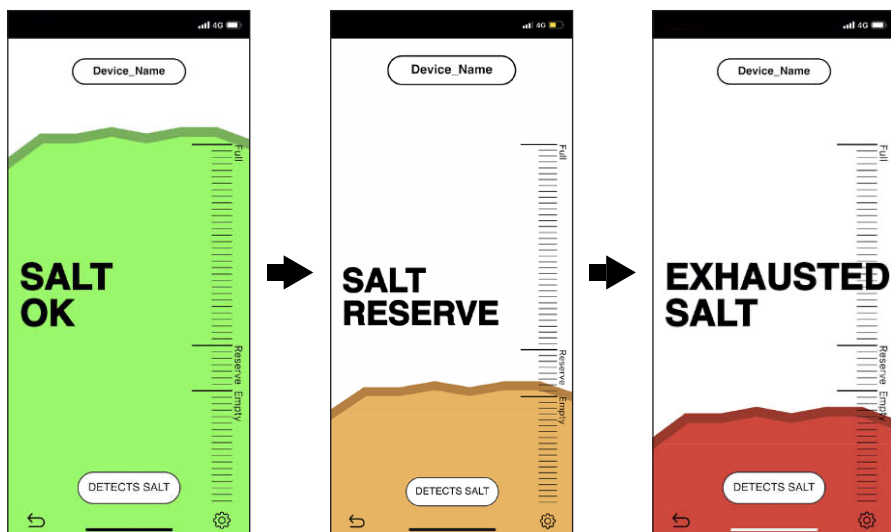 4G
Device_Name
Full
SALT
OK
Reserve
Empty
DETECTS SALT
4G
Device_Name
Full
SALT
RESERVE
Reserve
Empty
DETECTS SALT
4G
Device_Name
Full
EXHAUSTED
SALT
Reserve
Empty
DETECTS SALT